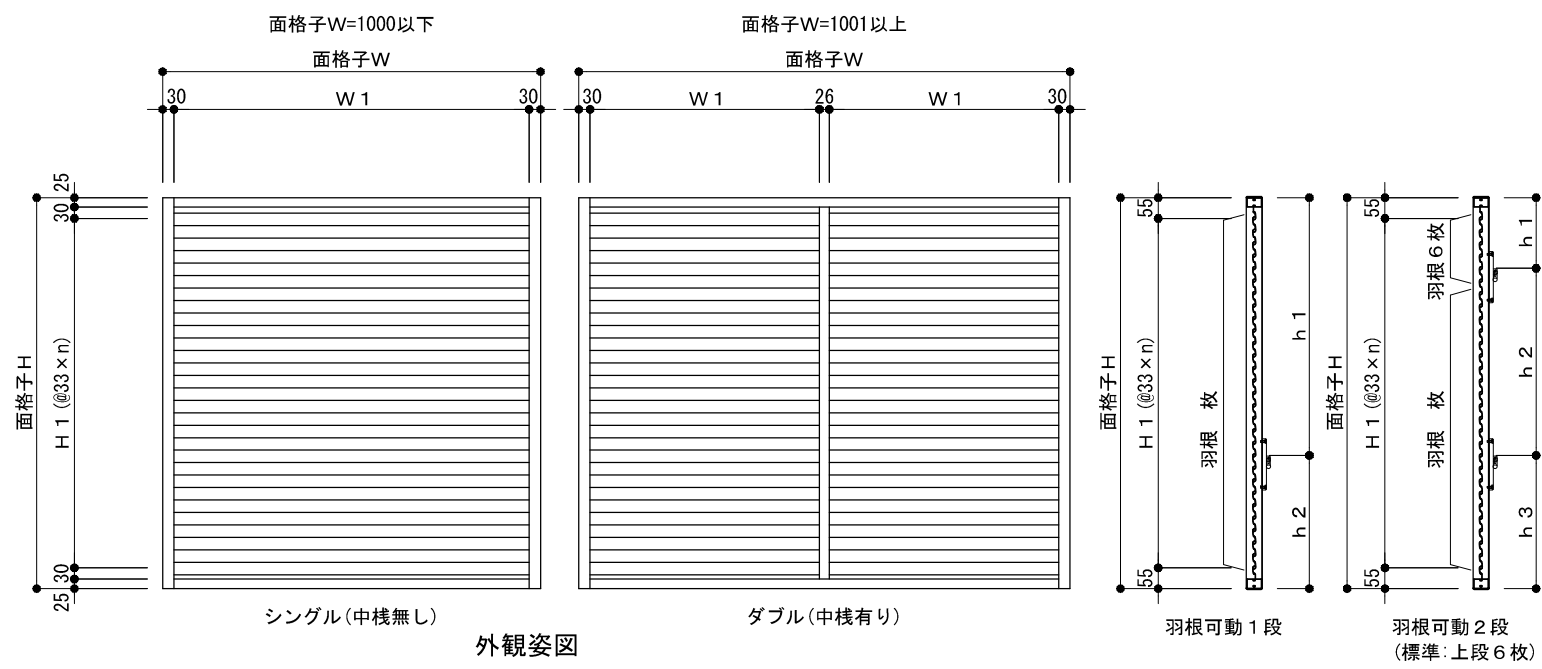 面格子W=1000以下
面格子W=1001以上
面格子W
面格子W
30 W1 30
30 W1 26 W1 30
25
30
H1(@33×n)
面格子H
30
25
55
H1(@33×n)
面格子H
55
羽根 枚
h1
h2
55
H1(@33×n)
面格子H
55
羽根6枚
羽根 枚
h1
h2
h3
シングル(中桟無し)
ダブル(中桟有り)
羽根可動1段
羽根可動2段
(標準:上段6枚)
外観姿図